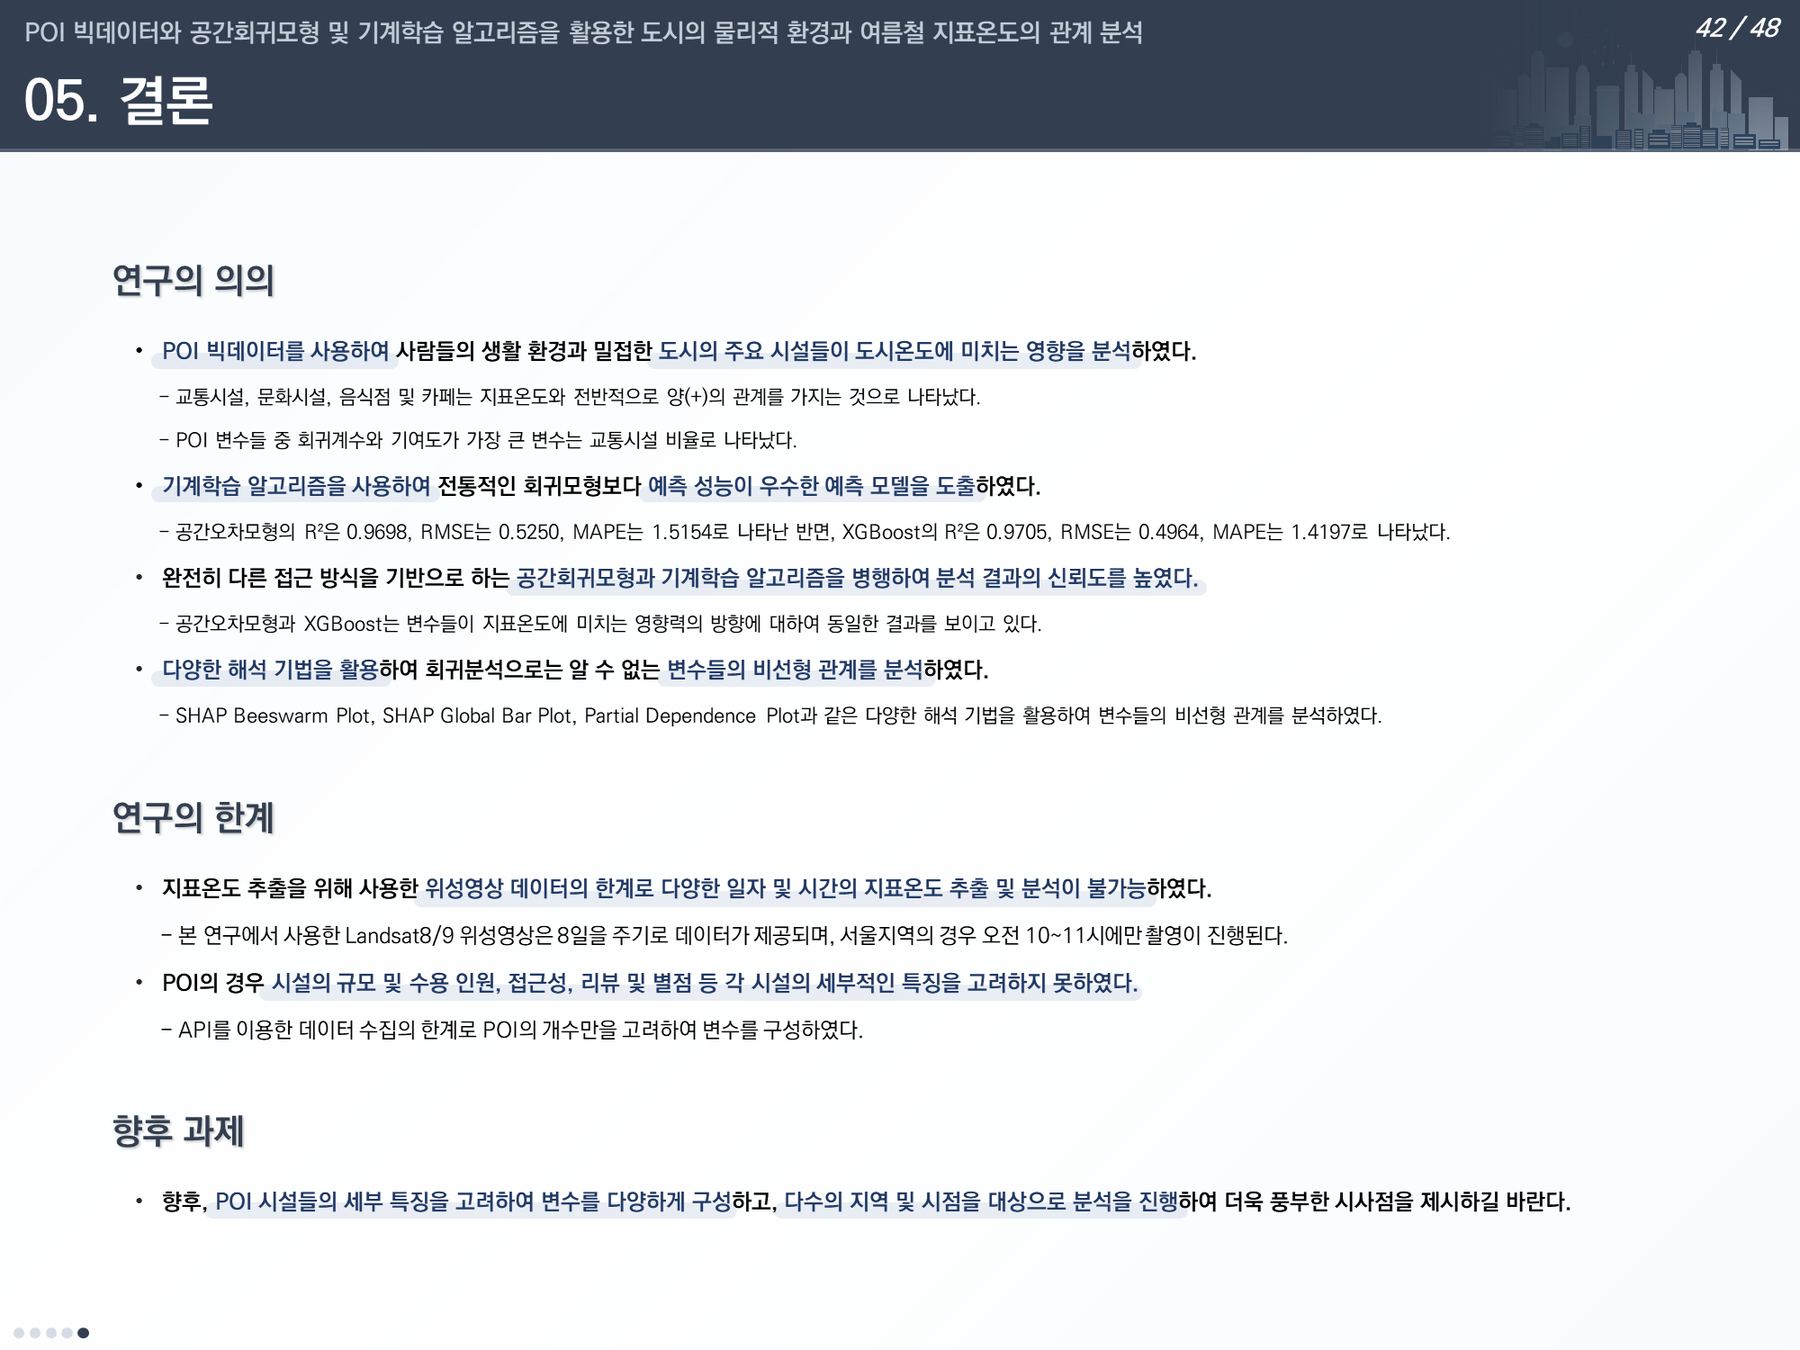 POI 빅데이터와 공간회귀모형 및 기계학습 알고리즘을 활용한 도시의 물리적 환경과 여름철 지표온도의 관계 분석
42 / 48
05. 결론
연구의 의의
• POI 빅데이터를 사용하여 사람들의 생활 환경과 밀접한 도시의 주요 시설들이 도시온도에 미치는 영향을 분석하였다.
– 교통시설, 문화시설, 음식점 및 카페는 지표온도와 전반적으로 양(+)의 관계를 가지는 것으로 나타났다.
– POI 변수들 중 회귀계수와 기여도가 가장 큰 변수는 교통시설 비율로 나타났다.
• 기계학습 알고리즘을 사용하여 전통적인 회귀모형보다 예측 성능이 우수한 예측 모델을 도출하였다.
– 공간오차모형의 R²은 0.9698, RMSE는 0.5250, MAPE는 1.5154로 나타난 반면, XGBoost의 R²은 0.9705, RMSE는 0.4964, MAPE는 1.4197로 나타났다.
• 완전히 다른 접근 방식을 기반으로 하는 공간회귀모형과 기계학습 알고리즘을 병행하여 분석 결과의 신뢰도를 높였다.
– 공간오차모형과 XGBoost는 변수들이 지표온도에 미치는 영향력의 방향에 대하여 동일한 결과를 보이고 있다.
• 다양한 해석 기법을 활용하여 회귀분석으로는 알 수 없는 변수들의 비선형 관계를 분석하였다.
– SHAP Beeswarm Plot, SHAP Global Bar Plot, Partial Dependence Plot과 같은 다양한 해석 기법을 활용하여 변수들의 비선형 관계를 분석하였다.
연구의 한계
• 지표온도 추출을 위해 사용한 위성영상 데이터의 한계로 다양한 일자 및 시간의 지표온도 추출 및 분석이 불가능하였다.
– 본 연구에서 사용한 Landsat8/9 위성영상은 8일을 주기로 데이터가 제공되며, 서울지역의 경우 오전 10~11시에만 촬영이 진행된다.
• POI의 경우 시설의 규모 및 수용 인원, 접근성, 리뷰 및 별점 등 각 시설의 세부적인 특징을 고려하지 못하였다.
– API를 이용한 데이터 수집의 한계로 POI의 개수만을 고려하여 변수를 구성하였다.
향후 과제
• 향후, POI 시설들의 세부 특징을 고려하여 변수를 다양하게 구성하고, 다수의 지역 및 시점을 대상으로 분석을 진행하여 더욱 풍부한 시사점을 제시하길 바란다.